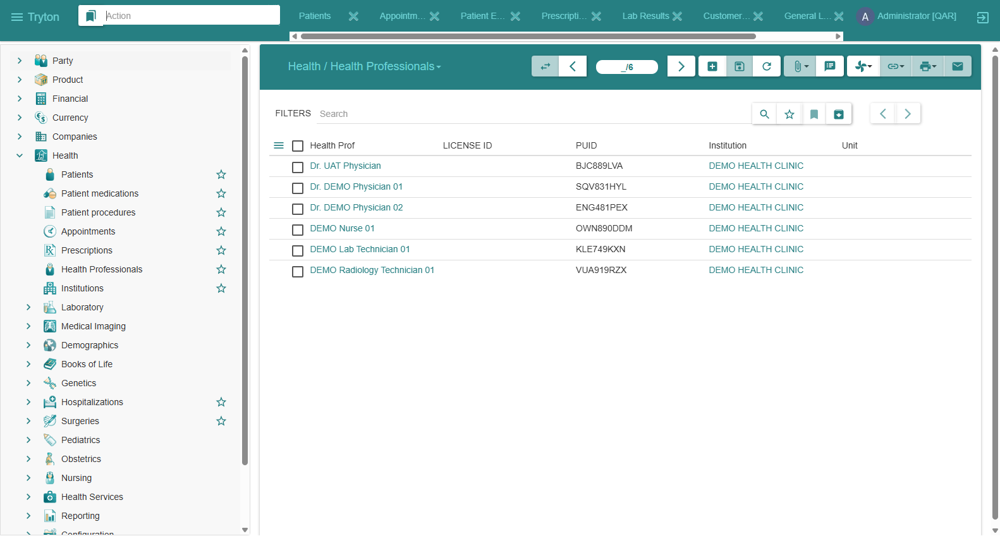 Tryton
Action
Patients
Appointm...
Patient E...
Prescripti...
Lab Results
Customer...
General L...
A
Administrator [QAR]
Party
Product
Financial
Currency
Companies
Health
Patients
Patient medications
Patient procedures
Appointments
Prescriptions
Health Professionals
Institutions
Laboratory
Medical Imaging
Demographics
Books of Life
Genetics
Hospitalizations
Surgeries
Pediatrics
Obstetrics
Nursing
Health Services
Reporting
Configuration
Health / Health Professionals
_/6
FILTERS Search
Health Prof LICENSE ID PUID Institution Unit
Dr. UAT Physician BJC889LVA DEMO HEALTH CLINIC
Dr. DEMO Physician 01 SQV831HYL DEMO HEALTH CLINIC
Dr. DEMO Physician 02 ENG481PEX DEMO HEALTH CLINIC
DEMO Nurse 01 OWN890DDM DEMO HEALTH CLINIC
DEMO Lab Technician 01 KLE749KXN DEMO HEALTH CLINIC
DEMO Radiology Technician 01 VUA919RZX DEMO HEALTH CLINIC